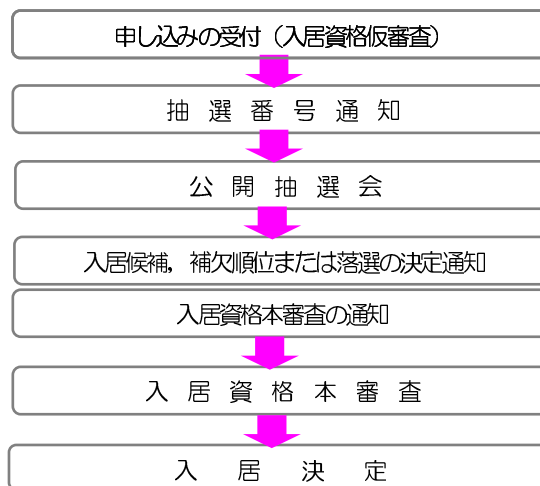 申し込みの受付（入居資格仮審査）
抽選番号通知
公開抽選会
入居候補，補欠順位または落選の決定通知
入居資格本審査の通知
入居資格本審査
入居決定